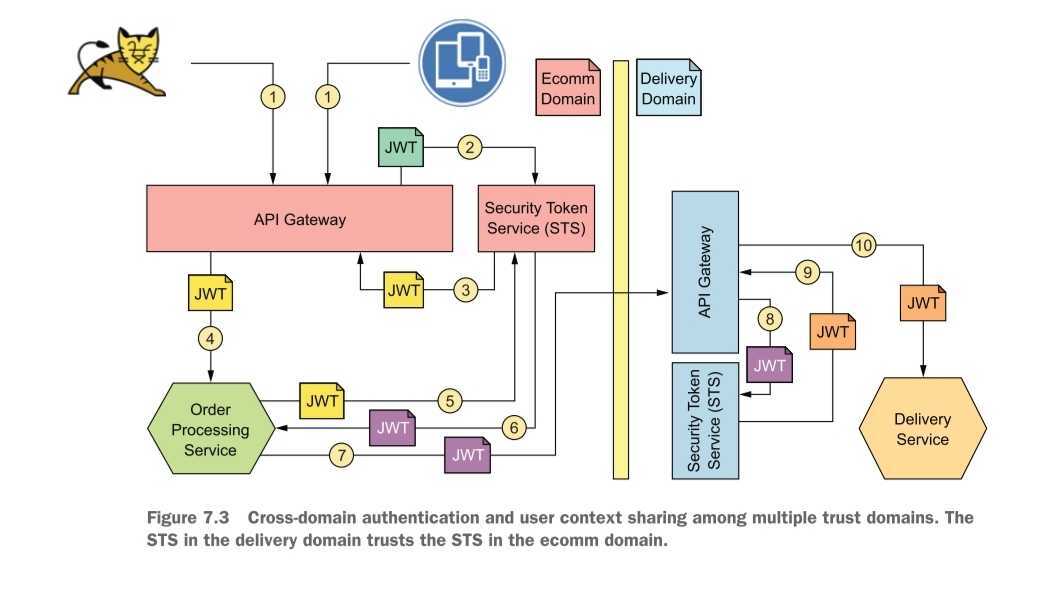 Ecomm
Domain
Delivery
Domain
1
1
JWT
2
API Gateway
Security Token
Service (STS)
JWT
3
JWT
4
Order
Processing
Service
JWT
5
JWT
6
7
JWT
API Gateway
Security Token
Service (STS)
8
JWT
9
JWT
10
JWT
Delivery
Service
Figure 7.3 Cross-domain authentication and user context sharing among multiple trust domains. The
STS in the delivery domain trusts the STS in the ecomm domain.